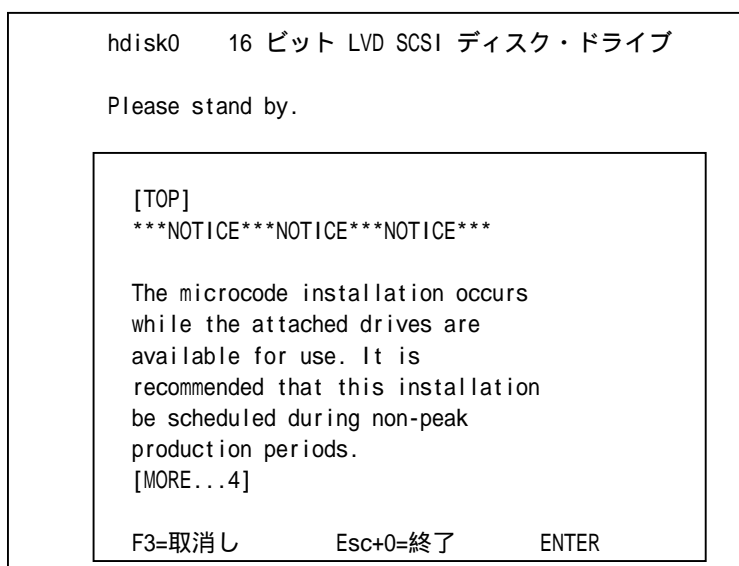 hdisk0 16 ビット LVD SCSI ディスク・ドライブ
Please stand by.
[TOP]
***NOTICE***NOTICE***NOTICE***
The microcode installation occurs
while the attached drives are
available for use. It is
recommended that this installation
be scheduled during non-peak
production periods.
[MORE...4]
F3=取消し Esc+0=終了 ENTER